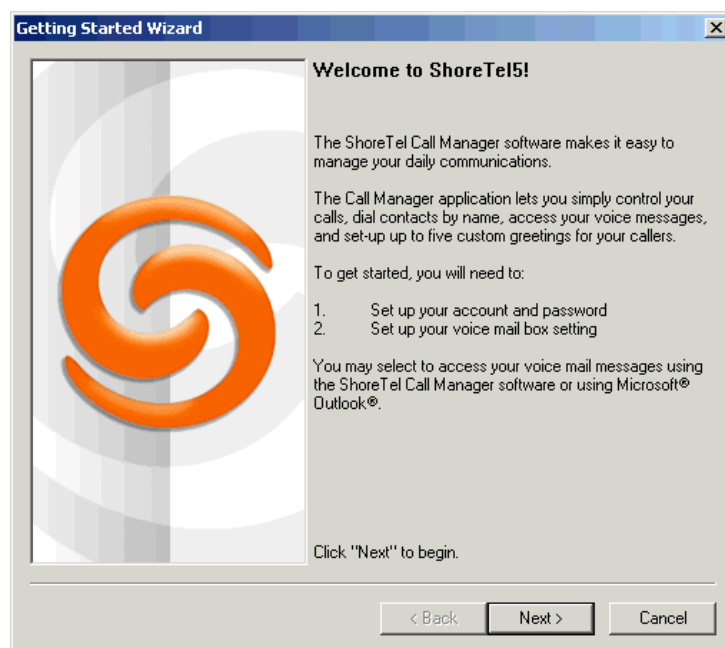 Getting Started Wizard
Welcome to ShoreTel5!
The ShoreTel Call Manager software makes it easy to
manage your daily communications.
The Call Manager application lets you simply control your
calls, dial contacts by name, access your voice messages,
and set-up up to five custom greetings for your callers.
To get started, you will need to:
1. Set up your account and password
2. Set up your voice mail box setting
You may select to access your voice mail messages using
the ShoreTel Call Manager software or using Microsoft®
Outlook®.
Click "Next" to begin.
< Back Next > Cancel